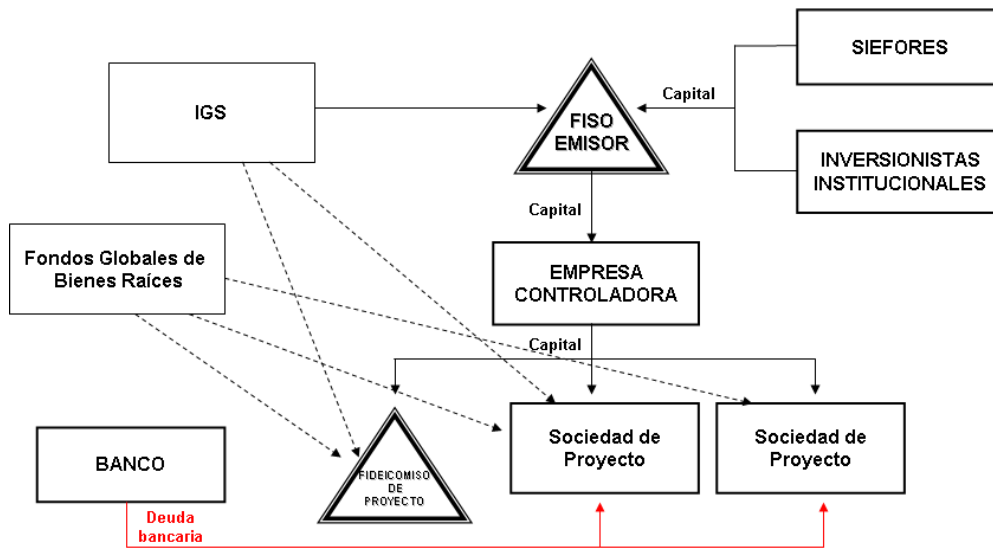 SIEFORES
IGS
Capital
FISO
EMISOR
INVERSIONISTAS
INSTITUCIONALES
Capital
Fondos Globales de
Bienes Raíces
EMPRESA
CONTROLADORA
Capital
BANCO
FIDEICOMISO
DE
PROYECTO
Sociedad de
Proyecto
Sociedad de
Proyecto
Deuda
bancaria